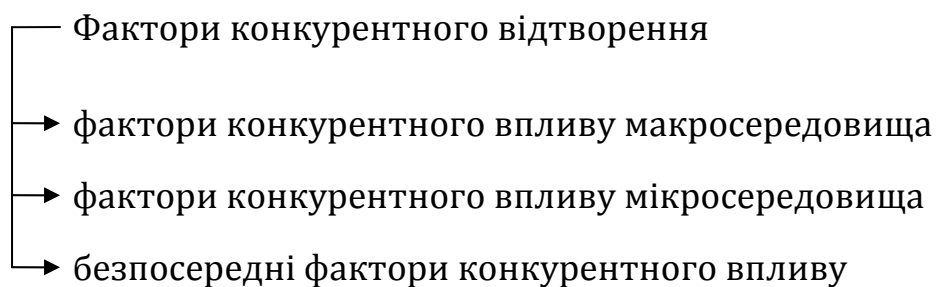 Фактори конкурентного відтворення
фактори конкурентного впливу макросередовища
фактори конкурентного впливу мікросередовища
безпосередні фактори конкурентного впливу